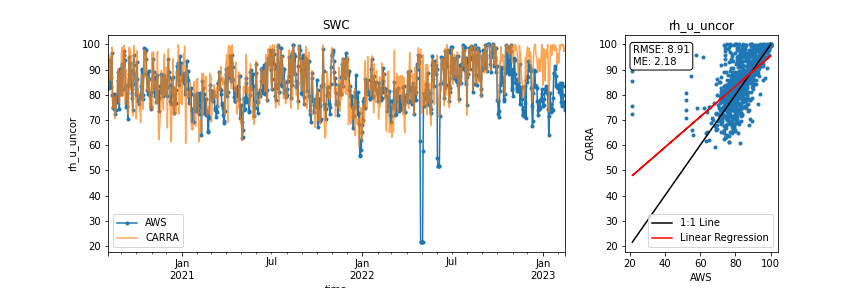 SWC
rh_u_uncor
100
90
80
70
60
50
40
30
20
rh_u_uncor
AWS
CARRA
Jan
2021
Jul
Jan
2022
Jul
Jan
2023
time
rh_u_uncor
CARRA
100
90
80
70
60
50
40
30
20
RMSE: 8.91
ME: 2.18
1:1 Line
Linear Regression
20
40
60
80
100
AWS